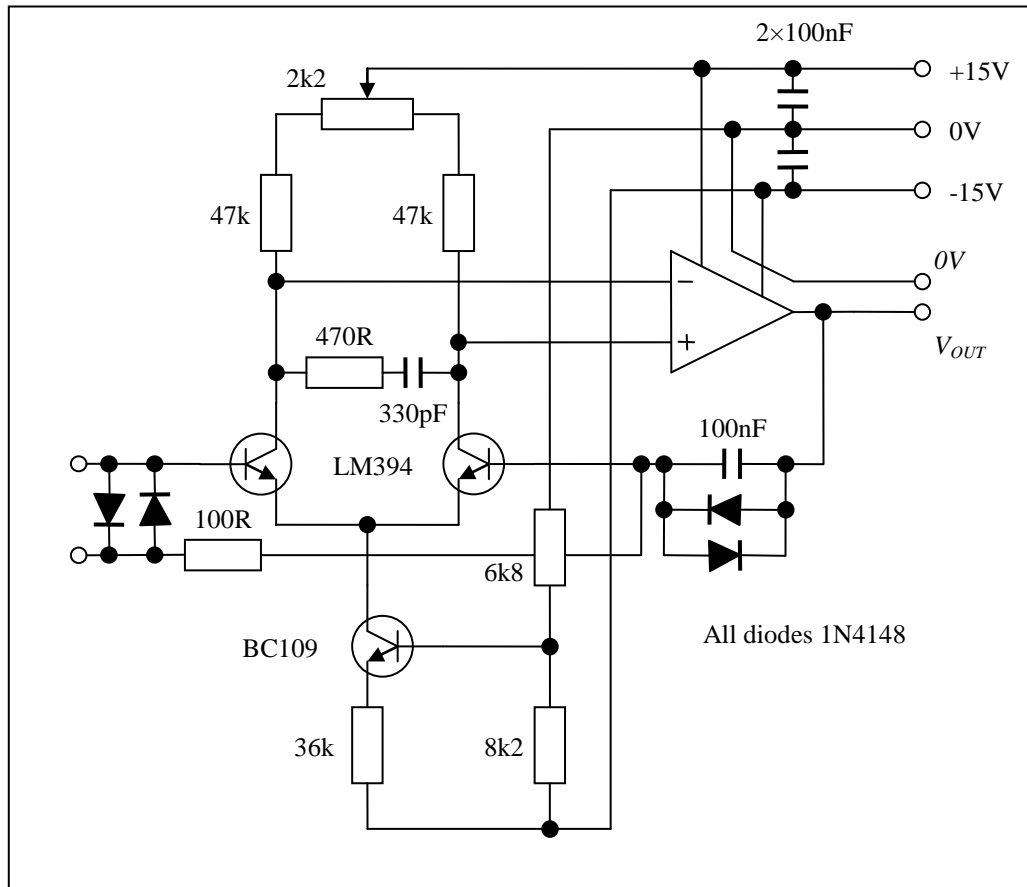 2×100nF
2k2
+15V
0V
-15V
47k
47k
0V
−
+
V_OUT
470R
330pF
100nF
LM394
100R
6k8
BC109
All diodes 1N4148
36k
8k2